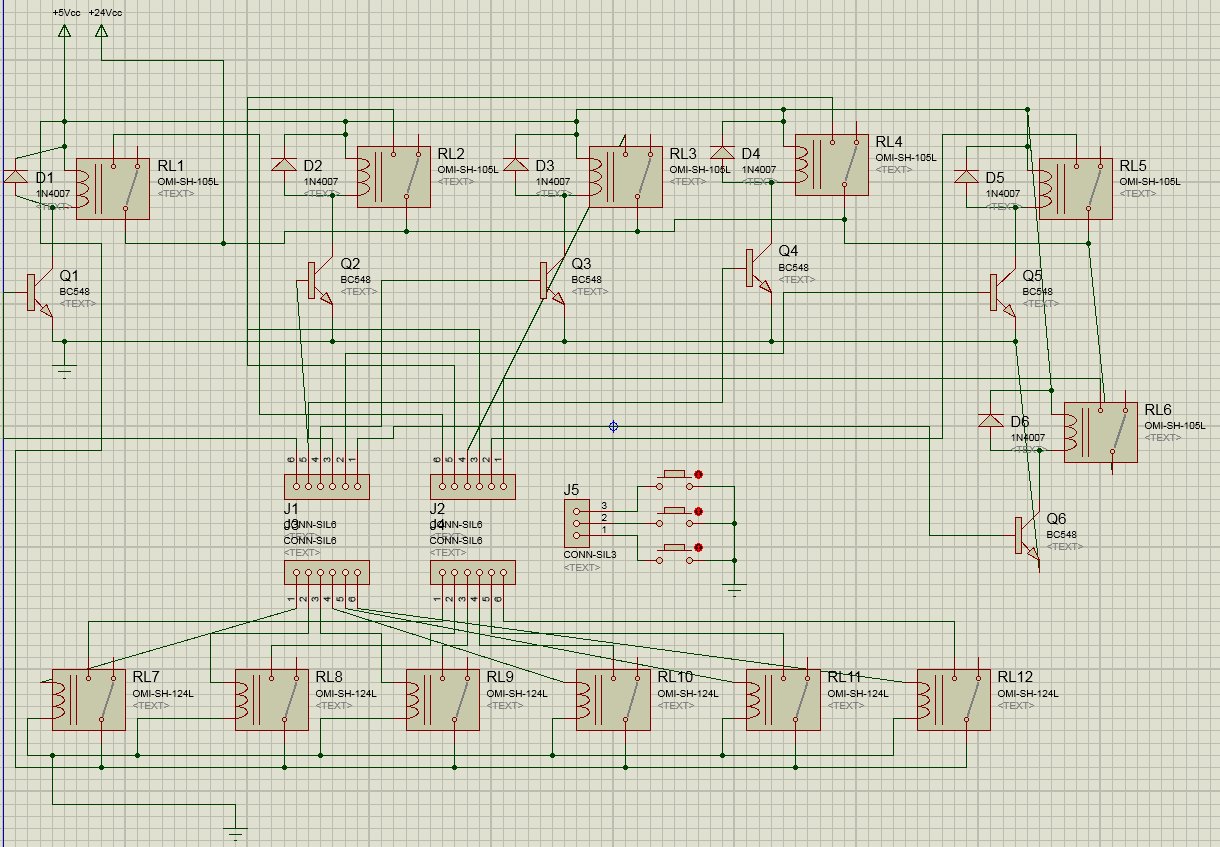 +5Vcc +24Vcc
D1
1N4007
<TEXT>
RL1
OMI-SH-105L
<TEXT>
D2
1N4007
<TEXT>
RL2
OMI-SH-105L
<TEXT>
D3
1N4007
<TEXT>
RL3
OMI-SH-105L
<TEXT>
D4
1N4007
<TEXT>
RL4
OMI-SH-105L
<TEXT>
D5
1N4007
<TEXT>
RL5
OMI-SH-105L
<TEXT>
Q1
BC548
<TEXT>
Q2
BC548
<TEXT>
Q3
BC548
<TEXT>
Q4
BC548
<TEXT>
Q5
BC548
<TEXT>
D6
1N4007
<TEXT>
RL6
OMI-SH-105L
<TEXT>
Q6
BC548
<TEXT>
6 5 4 3 2 1
J1
J3
CONN-SIL6
CONN-SIL6
<TEXT>
1 2 3 4 5 6
6 5 4 3 2 1
J2
J4
CONN-SIL6
CONN-SIL6
<TEXT>
1 2 3 4 5 6
J5
3
2
1
CONN-SIL3
<TEXT>
RL7
OMI-SH-124L
<TEXT>
RL8
OMI-SH-124L
<TEXT>
RL9
OMI-SH-124L
<TEXT>
RL10
OMI-SH-124L
<TEXT>
RL11
OMI-SH-124L
<TEXT>
RL12
OMI-SH-124L
<TEXT>